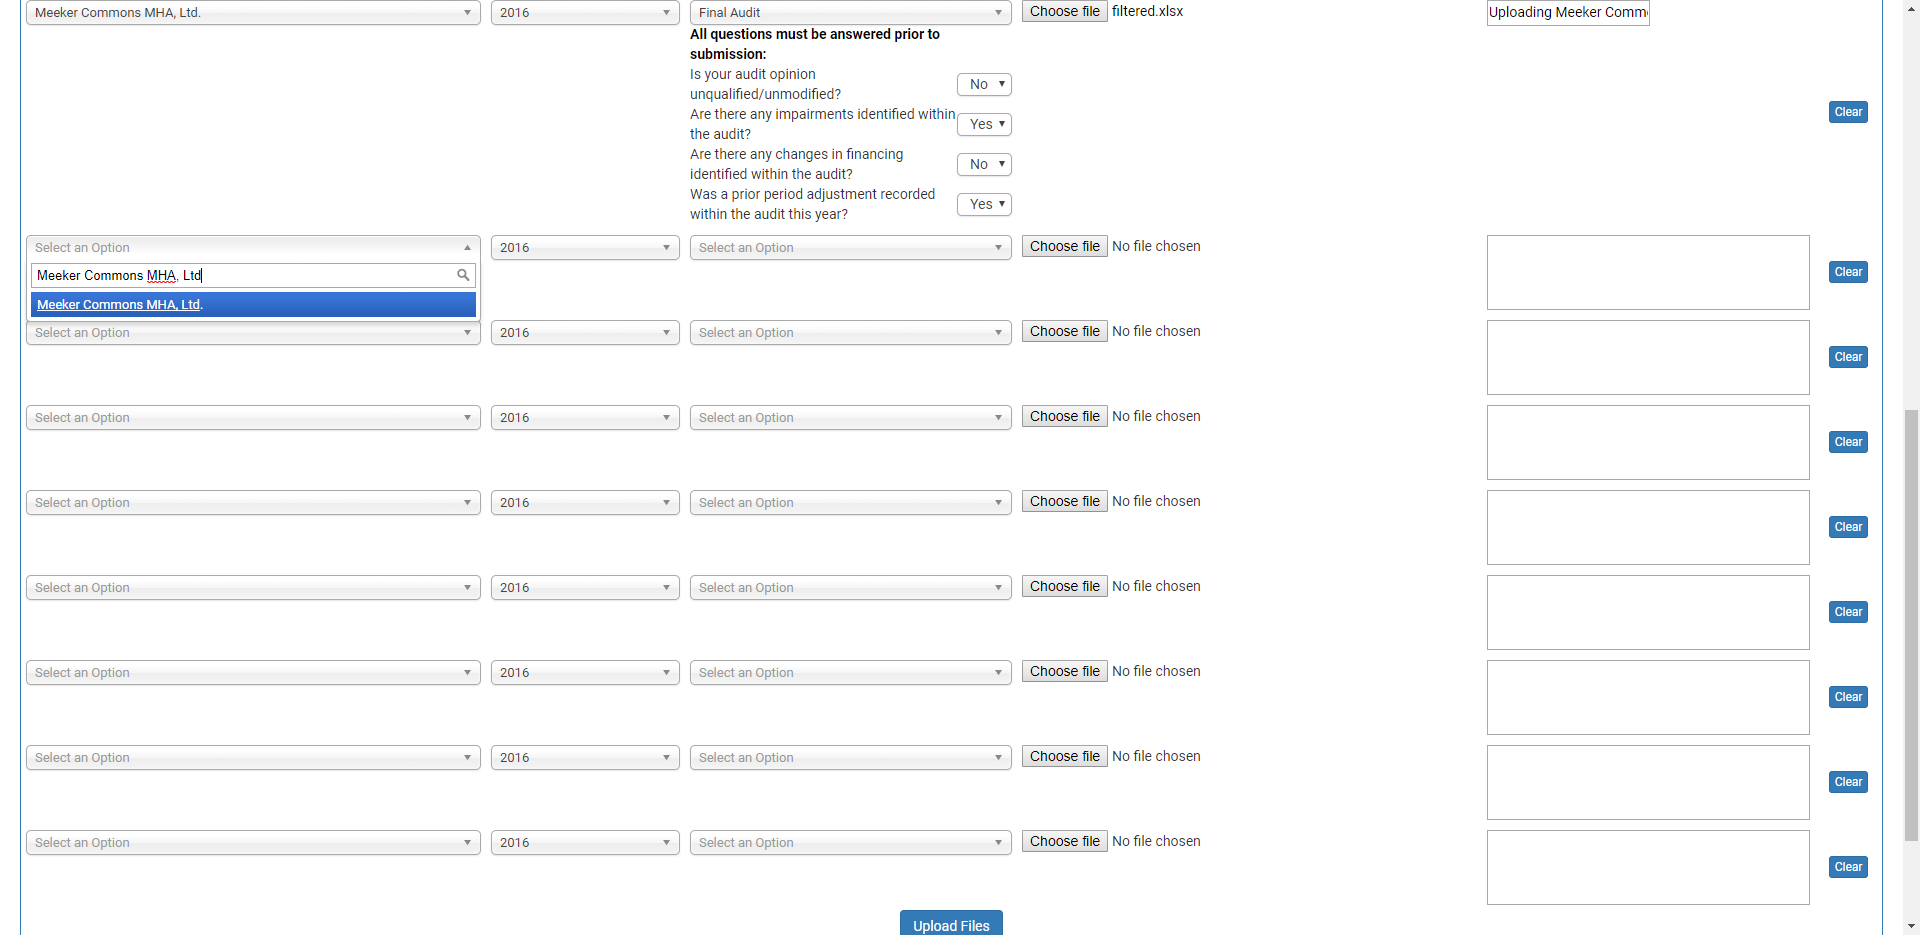 Meeker Commons MHA, Ltd. 2016 Final Audit Choose file filtered.xlsx Uploading Meeker Comm
All questions must be answered prior to
submission:
Is your audit opinion
unqualified/unmodified? No
Are there any impairments identified within
the audit? Yes
Clear
Are there any changes in financing
identified within the audit? No
Was a prior period adjustment recorded
within the audit this year? Yes
Select an Option 2016 Select an Option Choose file No file chosen
Meeker Commons MHA, Ltd
Clear
Meeker Commons MHA, Ltd.
Select an Option 2016 Select an Option Choose file No file chosen
Clear
Select an Option 2016 Select an Option Choose file No file chosen
Clear
Select an Option 2016 Select an Option Choose file No file chosen
Clear
Select an Option 2016 Select an Option Choose file No file chosen
Clear
Select an Option 2016 Select an Option Choose file No file chosen
Clear
Select an Option 2016 Select an Option Choose file No file chosen
Clear
Select an Option 2016 Select an Option Choose file No file chosen
Clear
Upload Files